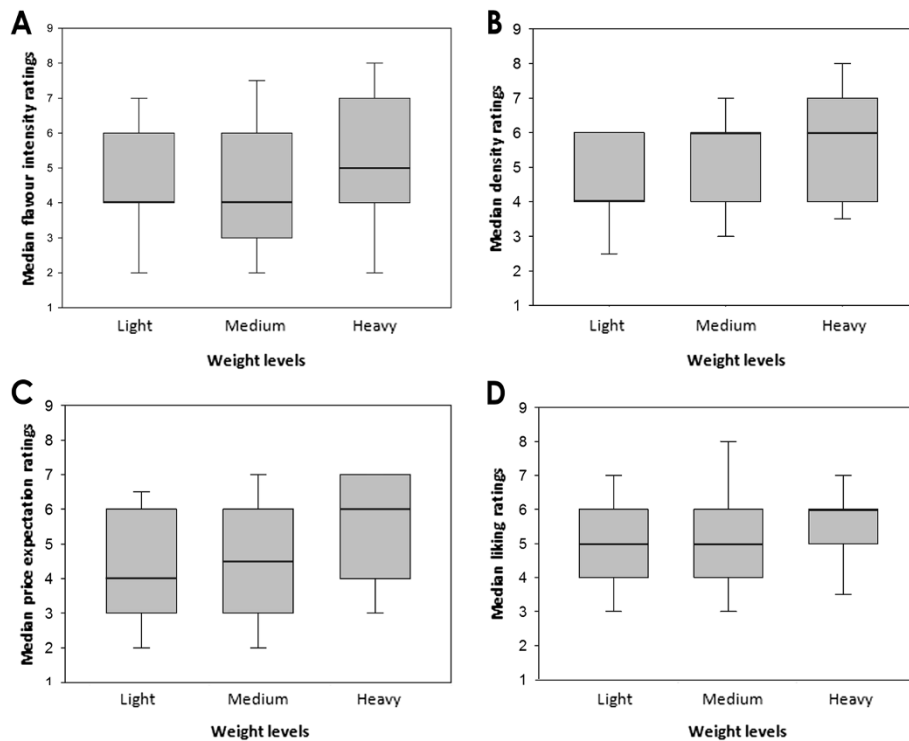 A
Median flavour intensity ratings
9
8
7
6
5
4
3
2
1
Light Medium Heavy
Weight levels
B
Median density ratings
9
8
7
6
5
4
3
2
1
Light Medium Heavy
Weight levels
C
Median price expectation ratings
9
8
7
6
5
4
3
2
1
Light Medium Heavy
Weight levels
D
Median liking ratings
9
8
7
6
5
4
3
2
1
Light Medium Heavy
Weight levels